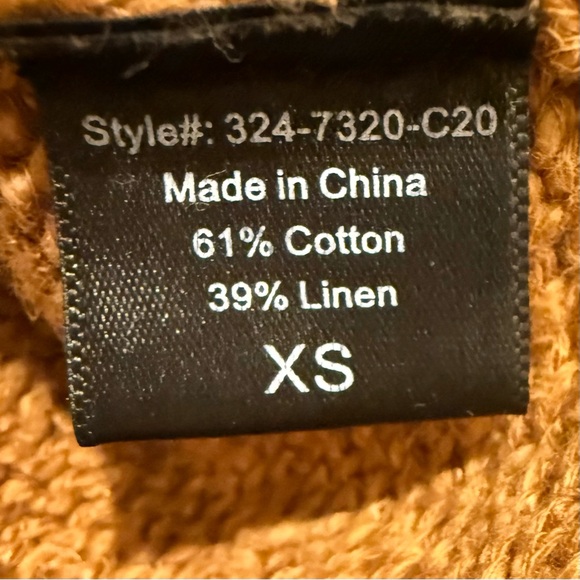 Style#: 324-7320-C20
Made in China
61% Cotton
39% Linen
XS